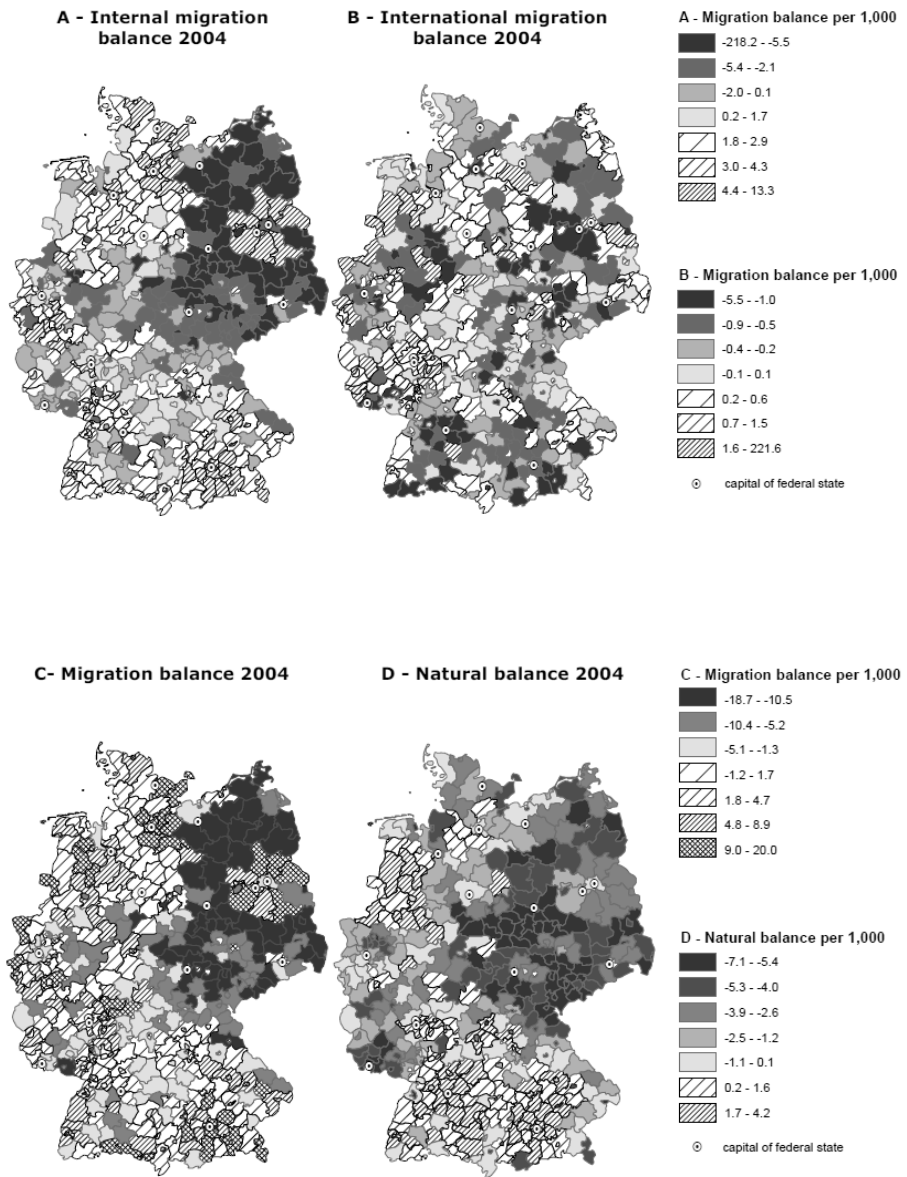 A - Internal migration
balance 2004
B - International migration
balance 2004
A - Migration balance per 1,000
-218.2 - -5.5
-5.4 - -2.1
-2.0 - 0.1
0.2 - 1.7
1.8 - 2.9
3.0 - 4.3
4.4 - 13.3
B - Migration balance per 1,000
-5.5 - -1.0
-0.9 - -0.5
-0.4 - -0.2
-0.1 - 0.1
0.2 - 0.6
0.7 - 1.5
1.6 - 221.6
capital of federal state
C- Migration balance 2004
D - Natural balance 2004
C - Migration balance per 1,000
-18.7 - -10.5
-10.4 - -5.2
-5.1 - -1.3
-1.2 - 1.7
1.8 - 4.7
4.8 - 8.9
9.0 - 20.0
D - Natural balance per 1,000
-7.1 - -5.4
-5.3 - -4.0
-3.9 - -2.6
-2.5 - -1.2
-1.1 - 0.1
0.2 - 1.6
1.7 - 4.2
capital of federal state